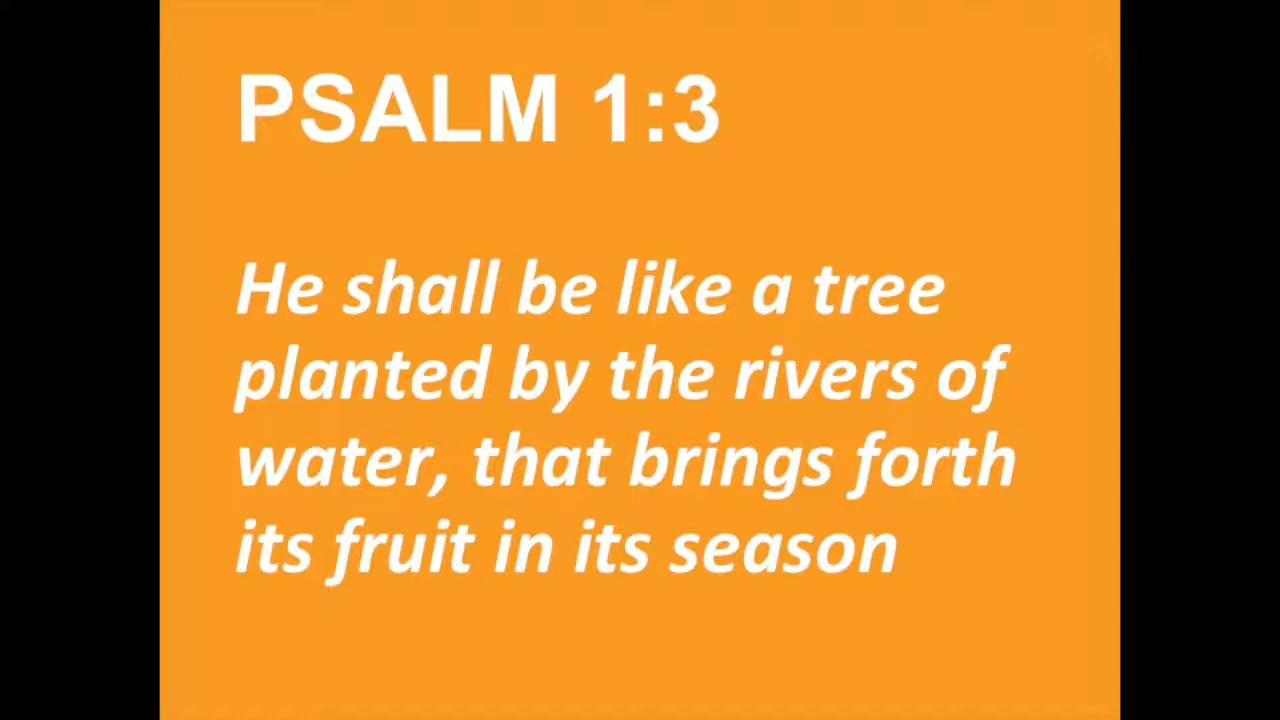 PSALM 1:3
He shall be like a tree
planted by the rivers of
water, that brings forth
its fruit in its season